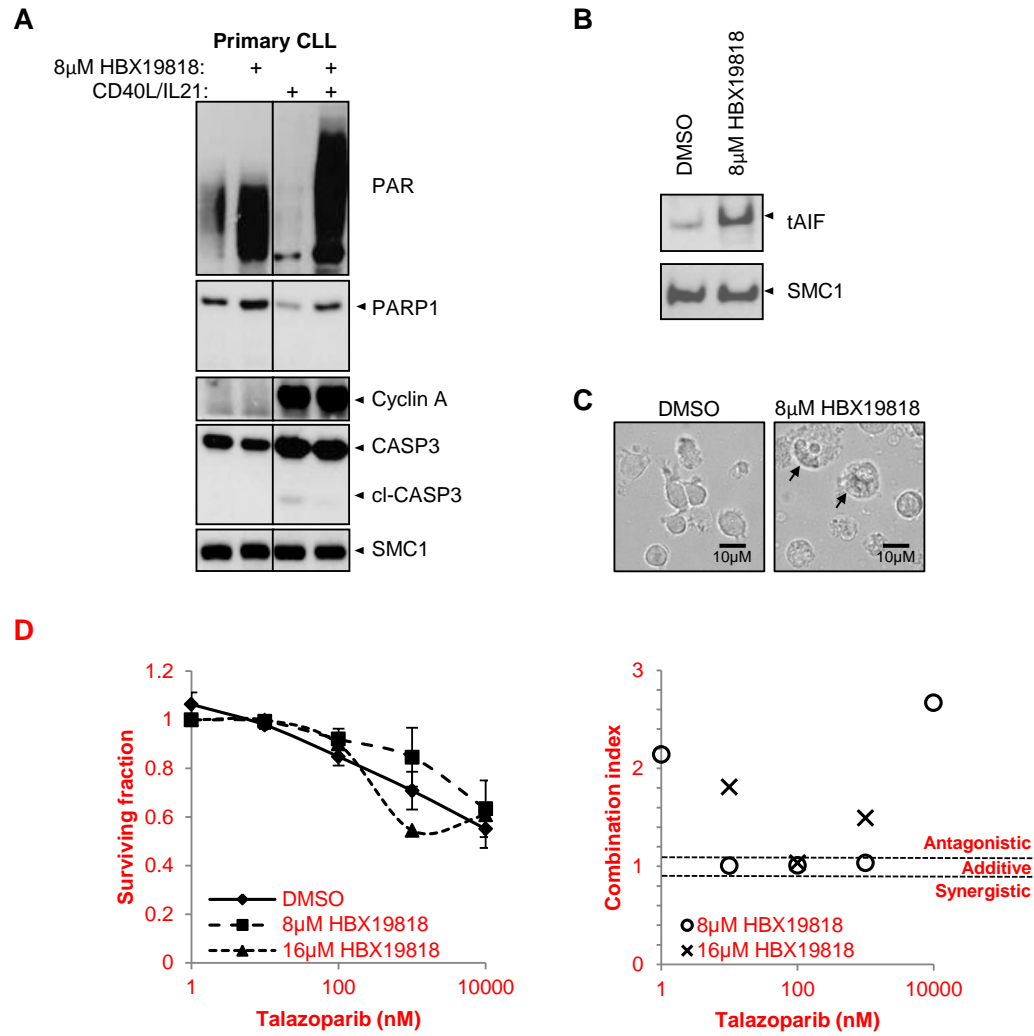 A
Primary CLL
8µM HBX19818: + +
CD40L/IL21: + +
PAR
PARP1
Cyclin A
CASP3
cl-CASP3
SMC1
B
DMSO
8µM HBX19818
tAIF
SMC1
C
DMSO
8µM HBX19818
10µM
10µM
D
Surviving fraction
1.2
1
0.8
0.6
0.4
0.2
0
DMSO
8µM HBX19818
16µM HBX19818
1
100
10000
Talazoparib (nM)
Combination index
3
2
1
0
Antagonistic
Additive
Synergistic
8µM HBX19818
16µM HBX19818
1
100
10000
Talazoparib (nM)